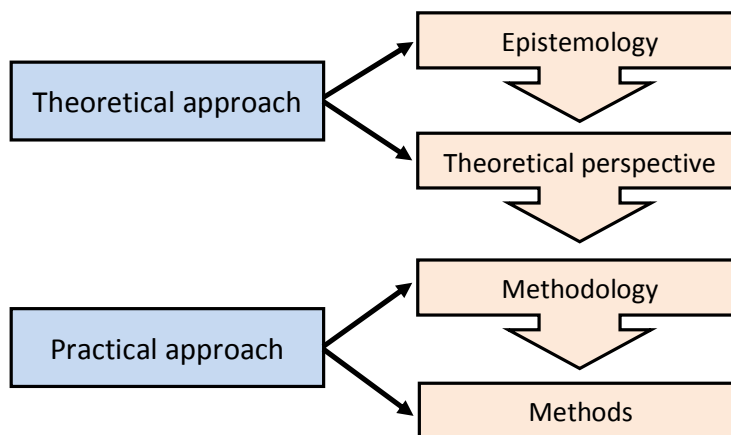 Epistemology
Theoretical approach
Theoretical perspective
Methodology
Practical approach
Methods